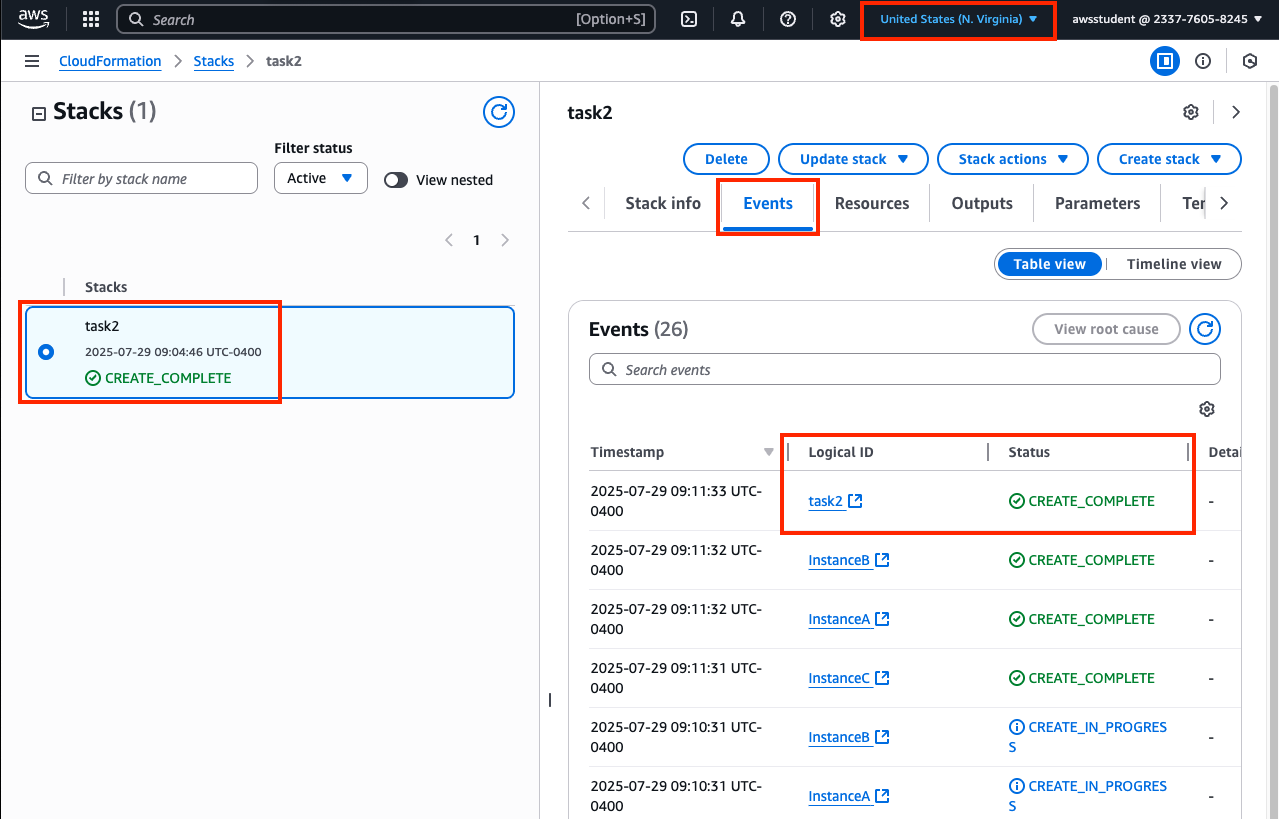 aws
Search
[Option+S]
United States (N. Virginia)
awsstudent @ 2337-7605-8245
CloudFormation
Stacks
task2
Stacks (1)
Filter by stack name
Filter status
Active
View nested
1
Stacks
task2
2025-07-29 09:04:46 UTC-0400
CREATE_COMPLETE
task2
Delete
Update stack
Stack actions
Create stack
Stack info
Events
Resources
Outputs
Parameters
Ter
Table view
Timeline view
Events (26)
View root cause
Search events
Timestamp
Logical ID
Status
Detai
2025-07-29 09:11:33 UTC-
0400
task2
CREATE_COMPLETE
-
2025-07-29 09:11:32 UTC-
0400
InstanceB
CREATE_COMPLETE
-
2025-07-29 09:11:32 UTC-
0400
InstanceA
CREATE_COMPLETE
-
2025-07-29 09:11:31 UTC-
0400
InstanceC
CREATE_COMPLETE
-
2025-07-29 09:10:31 UTC-
0400
InstanceB
CREATE_IN_PROGRES
S
-
2025-07-29 09:10:31 UTC-
0400
InstanceA
CREATE_IN_PROGRES
S
-